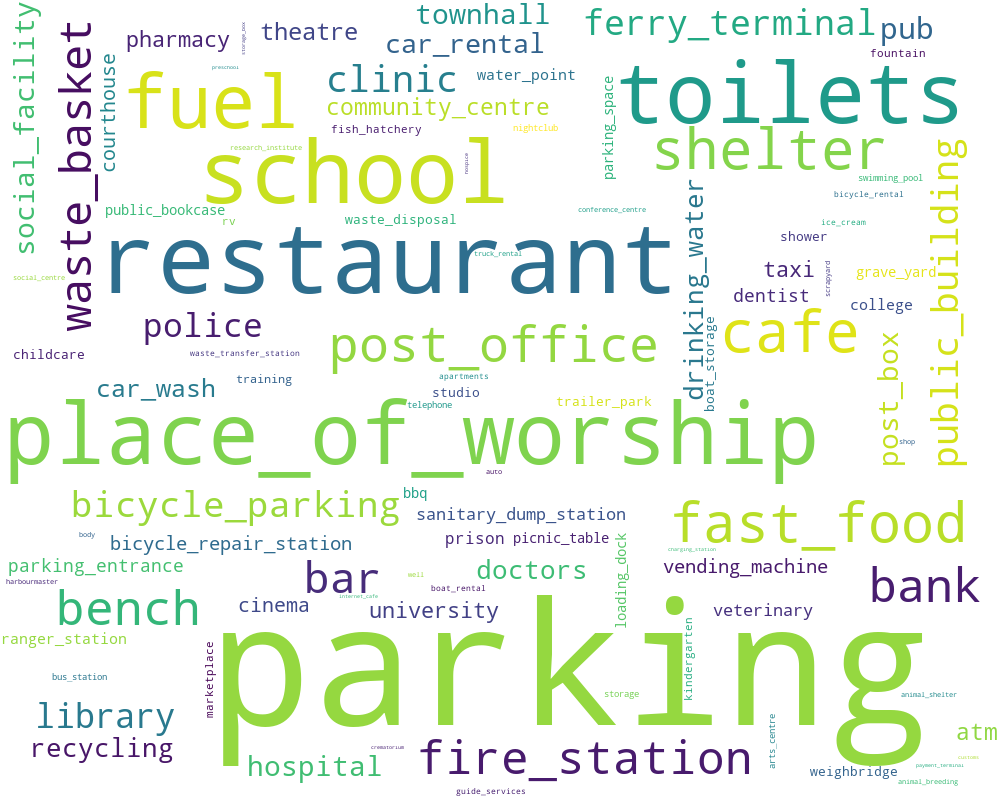 social_facility
waste_basket
courthouse
pharmacy
storage_box
theatre
townhall
car_rental
ferry_terminal
pub
fountain
preschool
fuel
clinic
water_point
toilets
community_centre
parking_space
fish_hatchery
nightclub
shelter
research_institute
school
hospice
public_building
swimming_pool
bicycle_rental
public_bookcase
rv
waste_disposal
conference_centre
drinking_water
ice_cream
restaurant
truck_rental
shower
social_centre
taxi
scrapyard
grave_yard
dentist
college
police
post_office
boat_storage
cafe
post_box
childcare
waste_transfer_station
car_wash
training
apartments
studio
telephone
trailer_park
place_of_worship
shop
auto
bicycle_parking
bbq
sanitary_dump_station
fast_food
body
bicycle_repair_station
prison
picnic_table
charging_station
parking_entrance
harbourmaster
bar
well
doctors
loading_dock
vending_machine
bank
boat_rental
internet_cafe
bench
cinema
university
veterinary
ranger_station
kindergarten
parking
bus_station
marketplace
storage
animal_shelter
library
recycling
arts_centre
atm
crematorium
fire_station
hospital
weighbridge
customs
payment_terminal
animal_breeding
guide_services